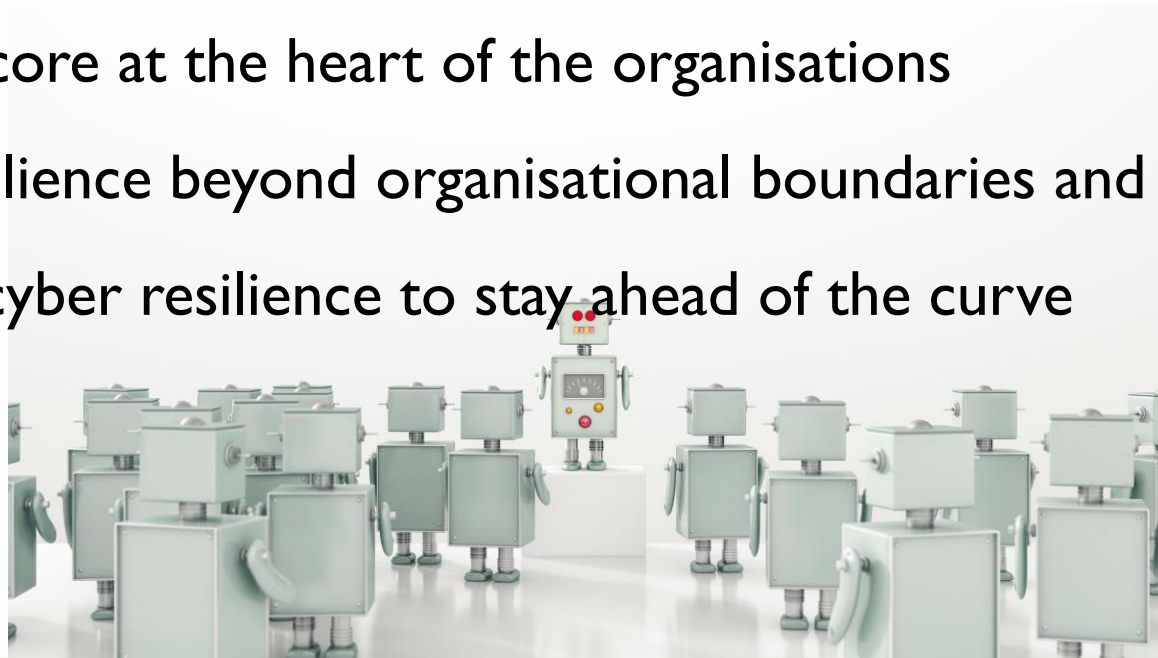 core at the heart of the organisations
lience beyond organisational boundaries and
cyber resilience to stay ahead of the curve